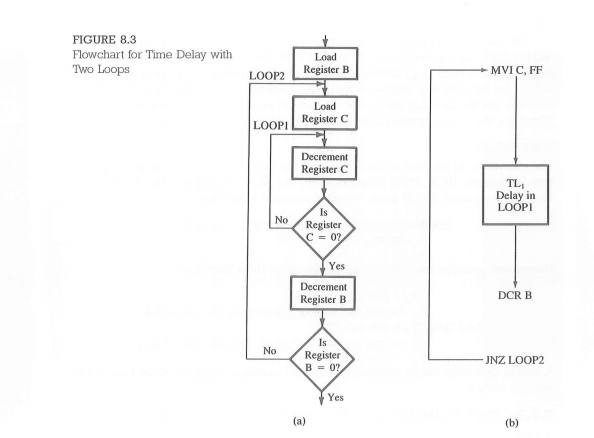 FIGURE 8.3
Flowchart for Time Delay with
Two Loops
Load
Register B
LOOP2
Load
Register C
LOOP1
Decrement
Register C
Is
Register
C = 0?
No
Yes
Decrement
Register B
Is
Register
B = 0?
No
Yes
(a)
MVI C, FF
TL₁
Delay in
LOOP1
DCR B
JNZ LOOP2
(b)